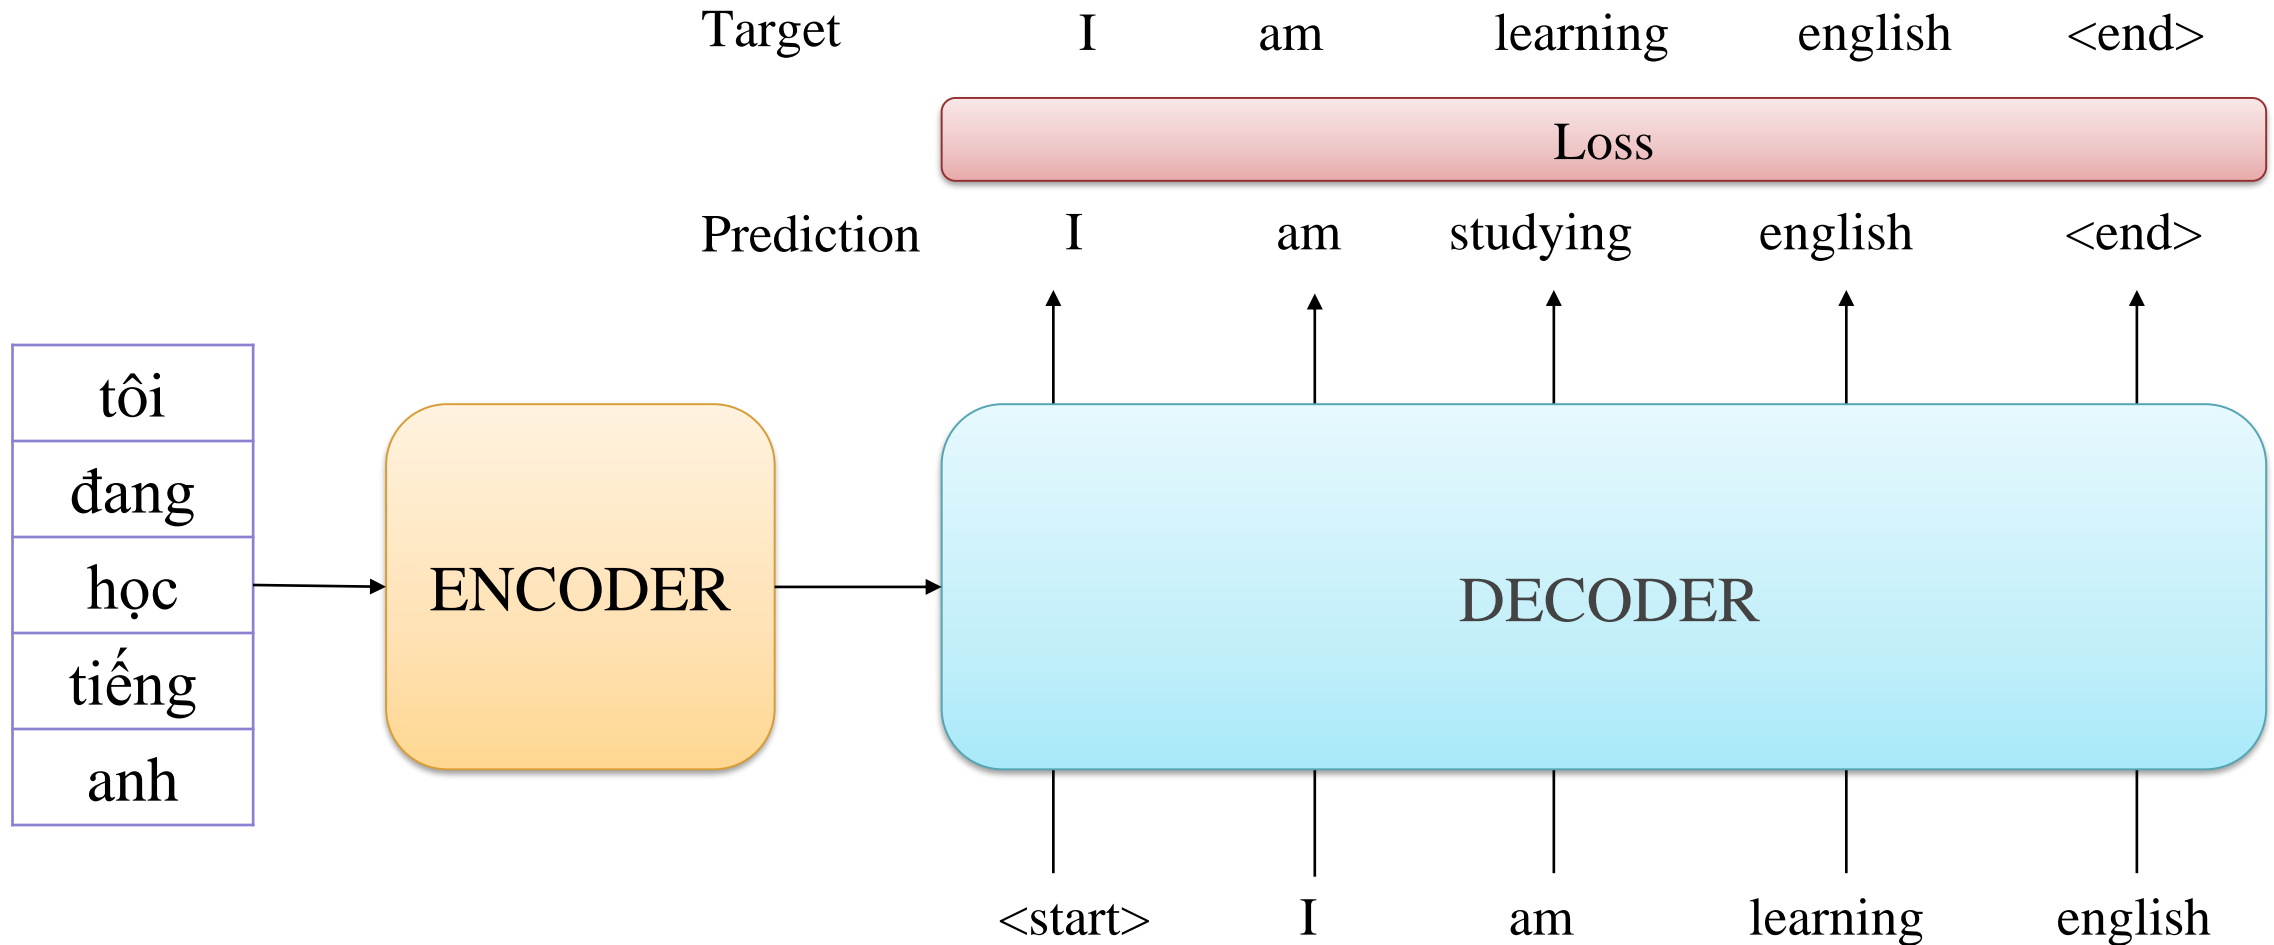 Target I am learning english <end>
Loss
Prediction I am studying english <end>
tôi
đang
học
tiếng
anh
ENCODER
DECODER
<start> I am learning english